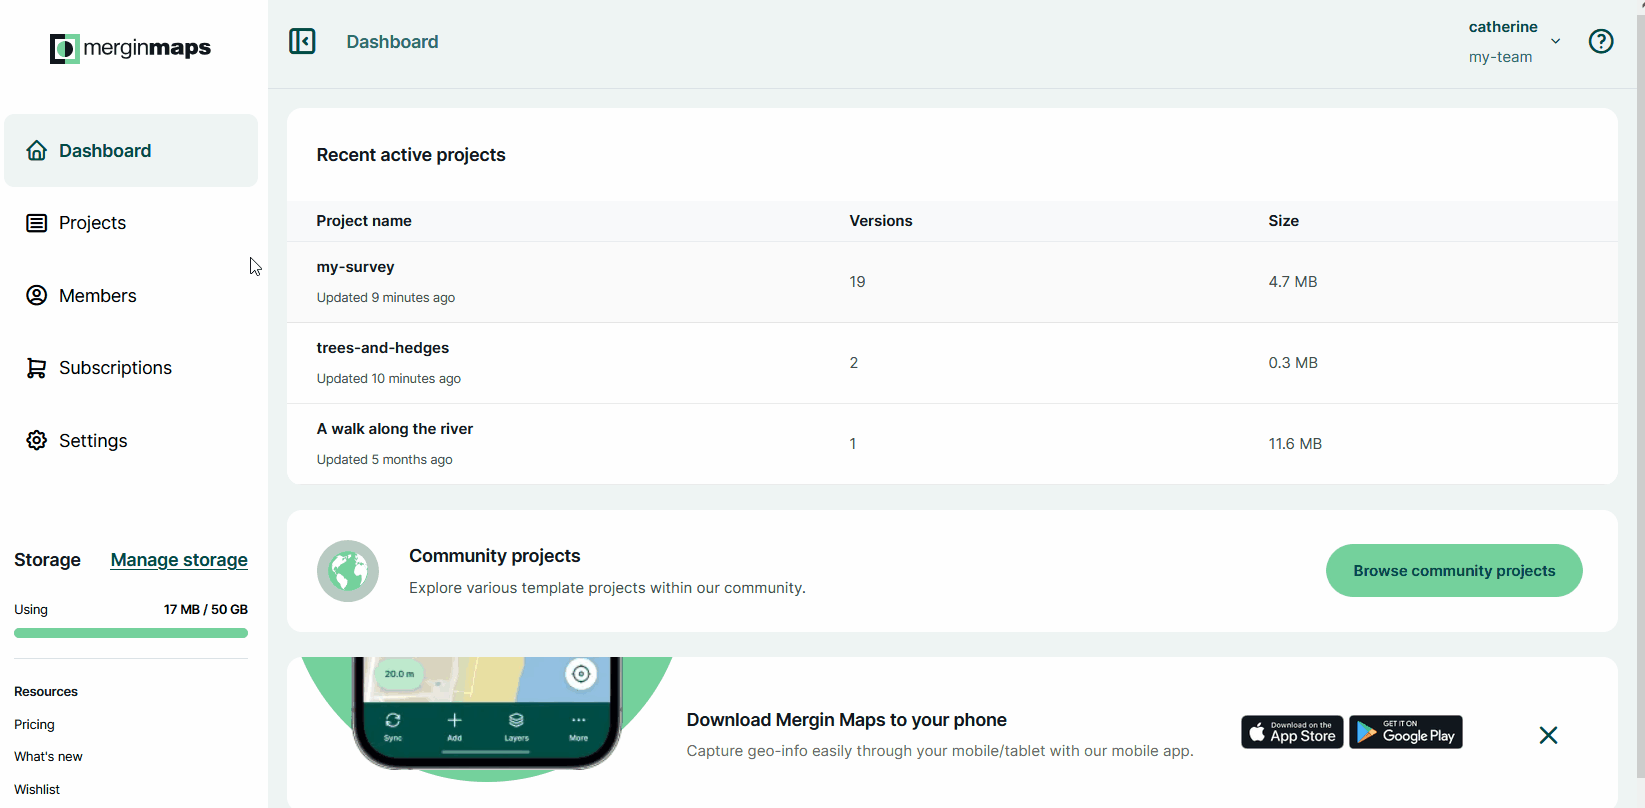 merginmaps
Dashboard
catherine
my-team
Dashboard
Projects
Members
Subscriptions
Settings
Storage Manage storage
Using 17 MB / 50 GB
Resources
Pricing
What's new
Wishlist
Recent active projects
Project name Versions Size
my-survey
Updated 9 minutes ago
19 4.7 MB
trees-and-hedges
Updated 10 minutes ago
2 0.3 MB
A walk along the river
Updated 5 months ago
1 11.6 MB
Community projects
Explore various template projects within our community.
Browse community projects
20.0 m
Sync Add Layers More
Download Mergin Maps to your phone
Capture geo-info easily through your mobile/tablet with our mobile app.
Download on the
App Store
GET IT ON
Google Play